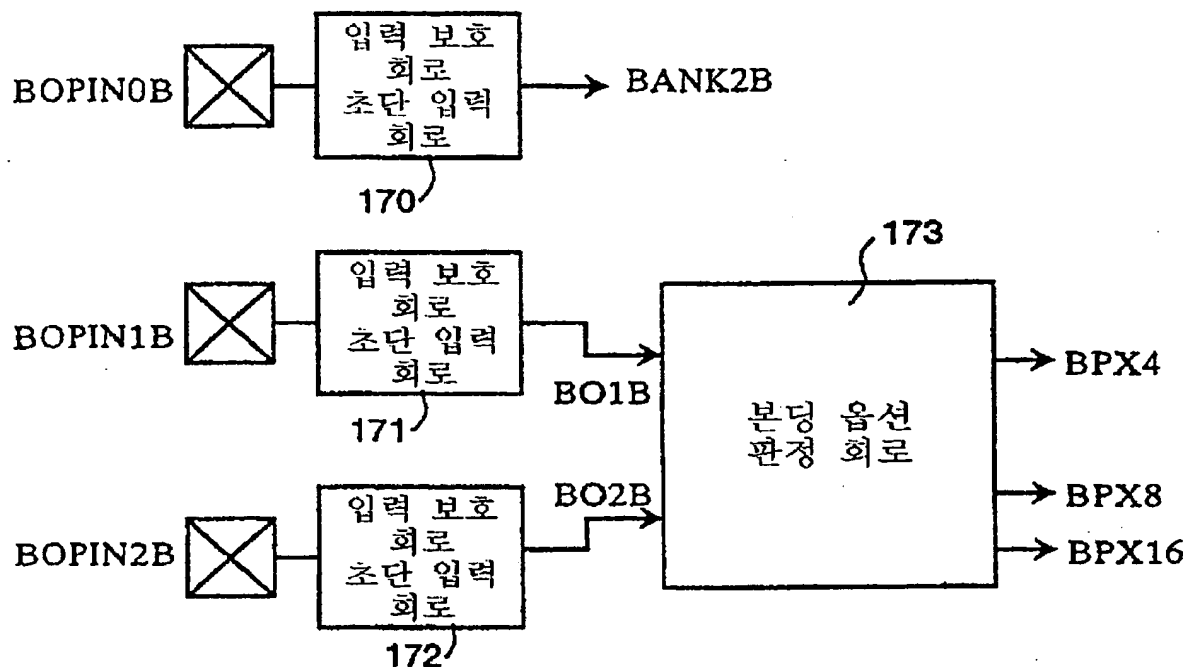 BOPIN0B
입력 보호
회로
초단 입력
회로
BANK2B
170
BOPIN1B
입력 보호
회로
초단 입력
회로
171
BO1B
173
본딩 옵션
판정 회로
BPX4
BPX8
BPX16
BOPIN2B
입력 보호
회로
초단 입력
회로
172
BO2B